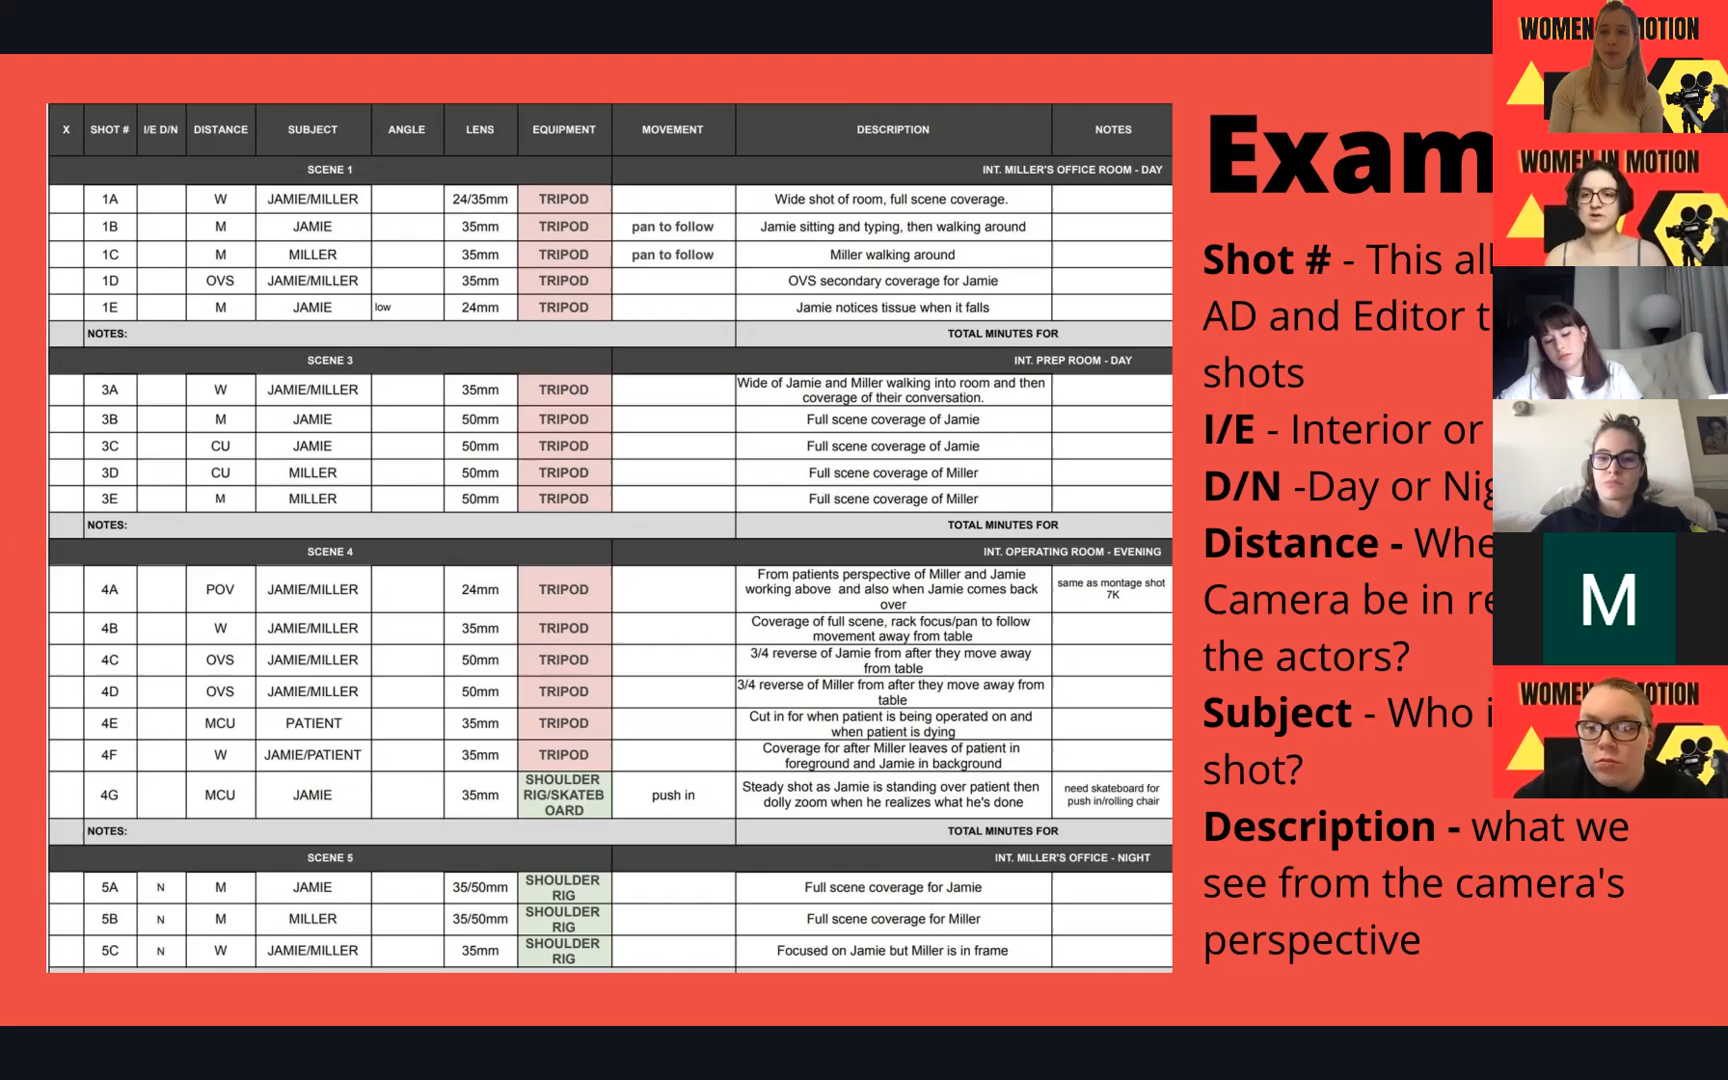 X SHOT # I/E D/N DISTANCE SUBJECT ANGLE LENS EQUIPMENT MOVEMENT DESCRIPTION NOTES
SCENE 1 INT. MILLER'S OFFICE ROOM - DAY
1A W JAMIE/MILLER 24/35mm TRIPOD Wide shot of room, full scene coverage.
1B M JAMIE 35mm TRIPOD pan to follow Jamie sitting and typing, then walking around
1C M MILLER 35mm TRIPOD pan to follow Miller walking around
1D OVS JAMIE/MILLER 35mm TRIPOD OVS secondary coverage for Jamie
1E M JAMIE low 24mm TRIPOD Jamie notices tissue when it falls
NOTES: TOTAL MINUTES FOR
SCENE 3 INT. PREP ROOM - DAY
3A W JAMIE/MILLER 35mm TRIPOD Wide of Jamie and Miller walking into room and then
coverage of their conversation.
3B M JAMIE 50mm TRIPOD Full scene coverage of Jamie
3C CU JAMIE 50mm TRIPOD Full scene coverage of Jamie
3D CU MILLER 50mm TRIPOD Full scene coverage of Miller
3E M MILLER 50mm TRIPOD Full scene coverage of Miller
NOTES: TOTAL MINUTES FOR
SCENE 4 INT. OPERATING ROOM - EVENING
4A POV JAMIE/MILLER 24mm TRIPOD From patients perspective of Miller and Jamie
working above and also when Jamie comes back
over
same as montage shot
7K
4B W JAMIE/MILLER 35mm TRIPOD Coverage of full scene, rack focus/pan to follow
movement away from table
4C OVS JAMIE/MILLER 50mm TRIPOD 3/4 reverse of Jamie from after they move away
from table
4D OVS JAMIE/MILLER 50mm TRIPOD 3/4 reverse of Miller from after they move away from
table
4E MCU PATIENT 35mm TRIPOD Cut in for when patient is being operated on and
when patient is dying
4F W JAMIE/PATIENT 35mm TRIPOD Coverage for after Miller leaves of patient in
foreground and Jamie in background
4G MCU JAMIE 35mm SHOULDER
RIG/SKATEB
OARD
push in
Steady shot as Jamie is standing over patient then
dolly zoom when he realizes what he's done
need skateboard for
push in/rolling chair
NOTES: TOTAL MINUTES FOR
SCENE 5 INT. MILLER'S OFFICE - NIGHT
5A N M JAMIE 35/50mm SHOULDER
RIG
Full scene coverage for Jamie
5B N M MILLER 35/50mm SHOULDER
RIG
Full scene coverage for Miller
5C N W JAMIE/MILLER 35mm SHOULDER
RIG
Focused on Jamie but Miller is in frame
Exam
Shot # - This all
AD and Editor t
shots
I/E - Interior or
D/N -Day or Nig
Distance - Whe
Camera be in re
the actors?
Subject - Who i
shot?
Description - what we
see from the camera's
perspective
WOMEN OTION
WOMEN IN MOTION
M
WOMEN OTION